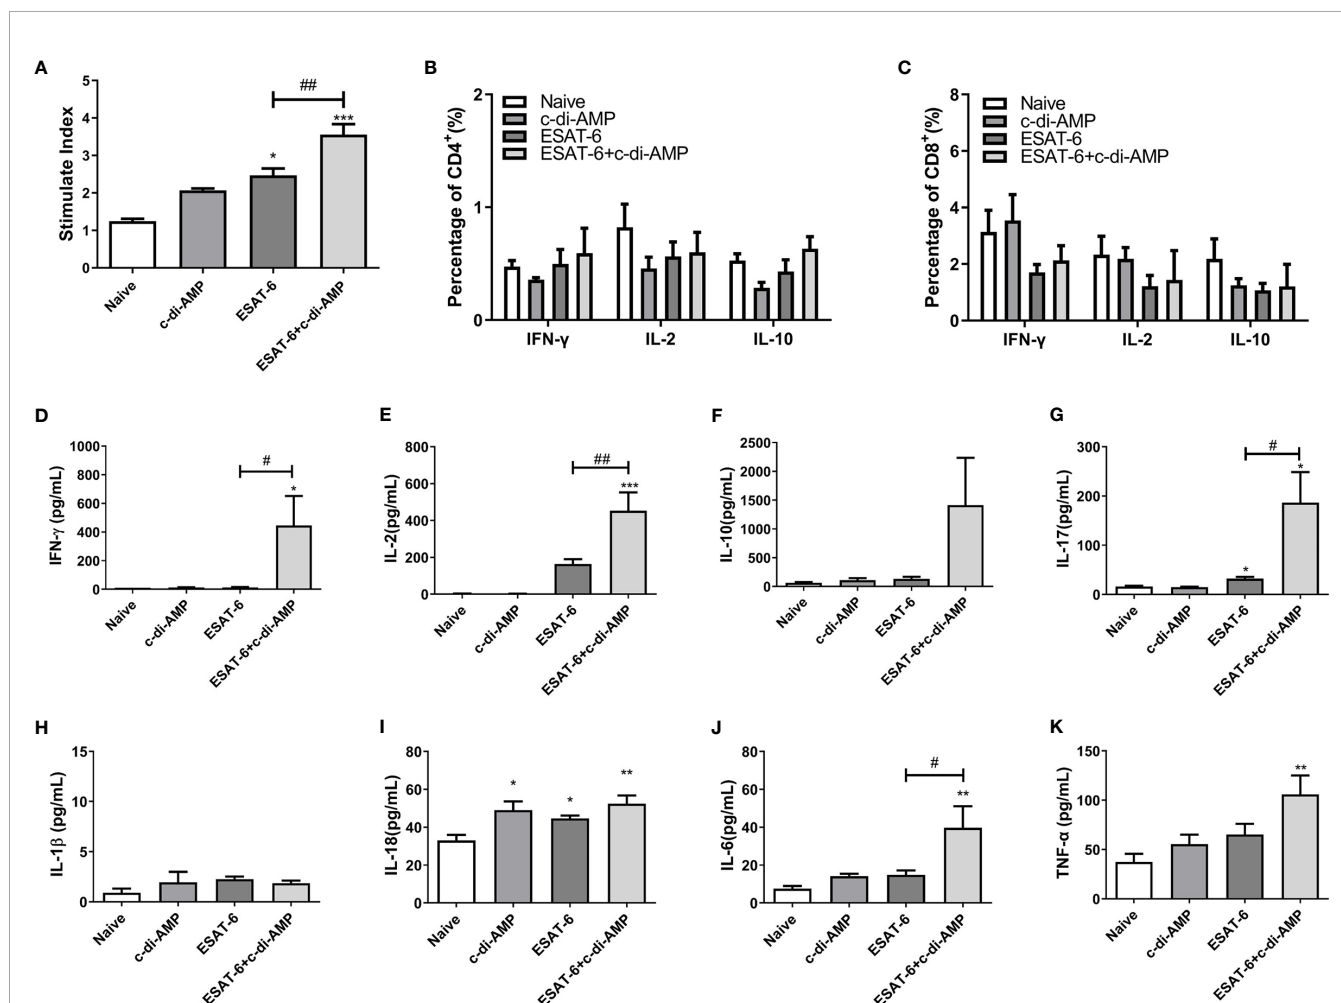 A
Stimulate Index
5
4
3
2
1
0
##
*
***
Naive
c-di-AMP
ESAT-6
ESAT-6+c-di-AMP
B
Percentage of CD4+(%)
2
1
0
Naive
c-di-AMP
ESAT-6
ESAT-6+c-di-AMP
IFN-γ
IL-2
IL-10
C
Percentage of CD8+(%)
8
6
4
2
0
Naive
c-di-AMP
ESAT-6
ESAT-6+c-di-AMP
IFN-γ
IL-2
IL-10
D
IFN-γ (pg/mL)
1000
800
600
400
200
0
#
*
Naive
c-di-AMP
ESAT-6
ESAT-6+c-di-AMP
E
IL-2(pg/mL)
800
600
400
200
0
##
***
Naive
c-di-AMP
ESAT-6
ESAT-6+c-di-AMP
F
IL-10(pg/mL)
2500
2000
1500
1000
500
0
Naive
c-di-AMP
ESAT-6
ESAT-6+c-di-AMP
G
IL-17(pg/mL)
300
200
100
0
#
*
*
Naive
c-di-AMP
ESAT-6
ESAT-6+c-di-AMP
H
IL-1β (pg/mL)
15
10
5
0
Naive
c-di-AMP
ESAT-6
ESAT-6+c-di-AMP
I
IL-18(pg/mL)
80
60
40
20
0
*
*
**
Naive
c-di-AMP
ESAT-6
ESAT-6+c-di-AMP
J
IL-6(pg/mL)
80
60
40
20
0
#
**
Naive
c-di-AMP
ESAT-6
ESAT-6+c-di-AMP
K
TNF-α (pg/mL)
150
100
50
0
**
Naive
c-di-AMP
ESAT-6
ESAT-6+c-di-AMP